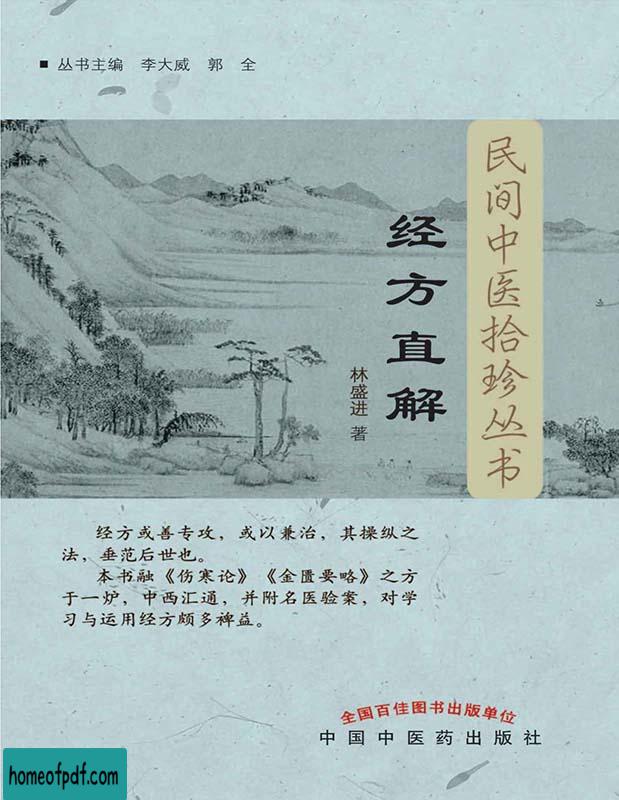 ■ 丛书主编 李大威 郭 全
民间中医拾珍丛书
经方直解
林盛进 著
经方或善专攻，或以兼治，其操纵之
法，垂范后世也。
本书融《伤寒论》《金匮要略》之方
于一炉，中西汇通，并附名医验案，对学
习与运用经方颇多裨益。
全国百佳图书出版单位
中国中医药出版社
homeofpdf.com